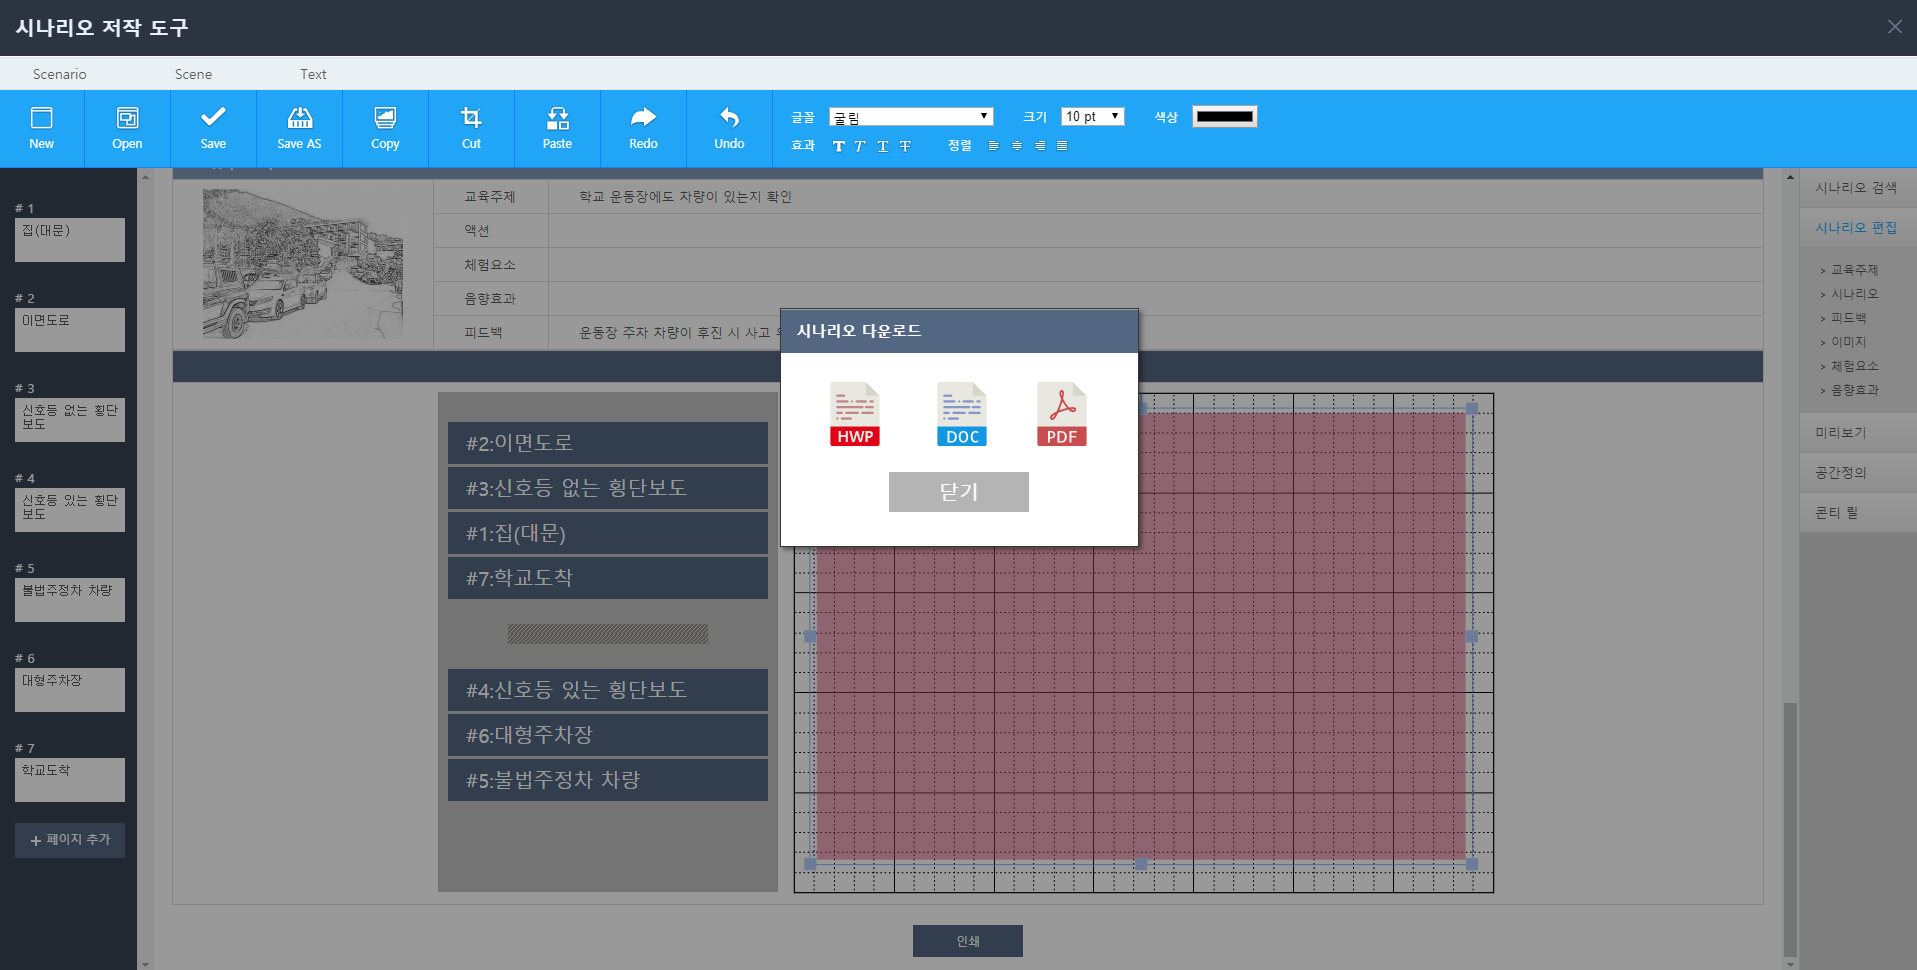 시나리오 저작 도구
Scenario Scene Text
New Open Save Save AS Copy Cut Paste Redo Undo
글꼴 굴림 크기 10 pt 색상
효과 T T T T 정렬
# 1
집(대문)
# 2
이면도로
# 3
신호등 없는 횡단
보도
# 4
신호등 있는 횡단
보도
# 5
불법주정차 차량
# 6
대형주차장
# 7
학교도착
+ 페이지 추가
교육주제 학교 운동장에도 차량이 있는지 확인
액션
체험요소
음향효과
피드백 운동장 주차 차량이 후진 시 사고
#2:이면도로
#3:신호등 없는 횡단보도
#1:집(대문)
#7:학교도착
#4:신호등 있는 횡단보도
#6:대형주차장
#5:불법주정차 차량
시나리오 다운로드
HWP DOC PDF
닫기
인쇄
시나리오 검색
시나리오 편집
> 교육주제
> 시나리오
> 피드백
> 이미지
> 체험요소
> 음향효과
미리보기
공간정의
콘티 릴